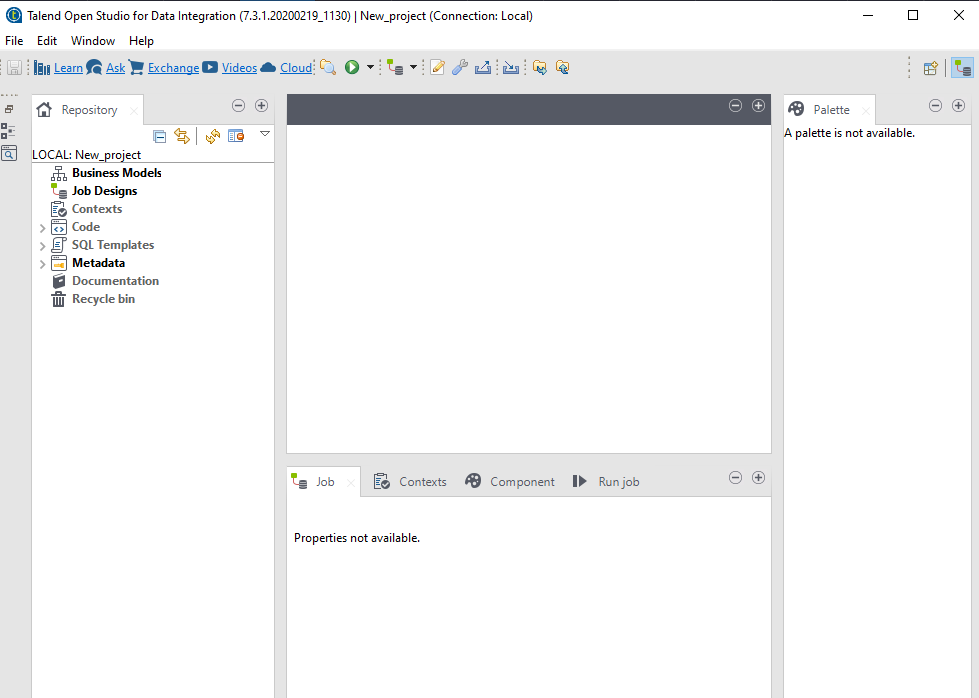 Talend Open Studio for Data Integration (7.3.1.20200219_1130) | New_project (Connection: Local)
File Edit Window Help
Learn Ask Exchange Videos Cloud
Repository
LOCAL: New_project
Business Models
Job Designs
Contexts
Code
SQL Templates
Metadata
Documentation
Recycle bin
Job Contexts Component Run job
Properties not available.
Palette
A palette is not available.